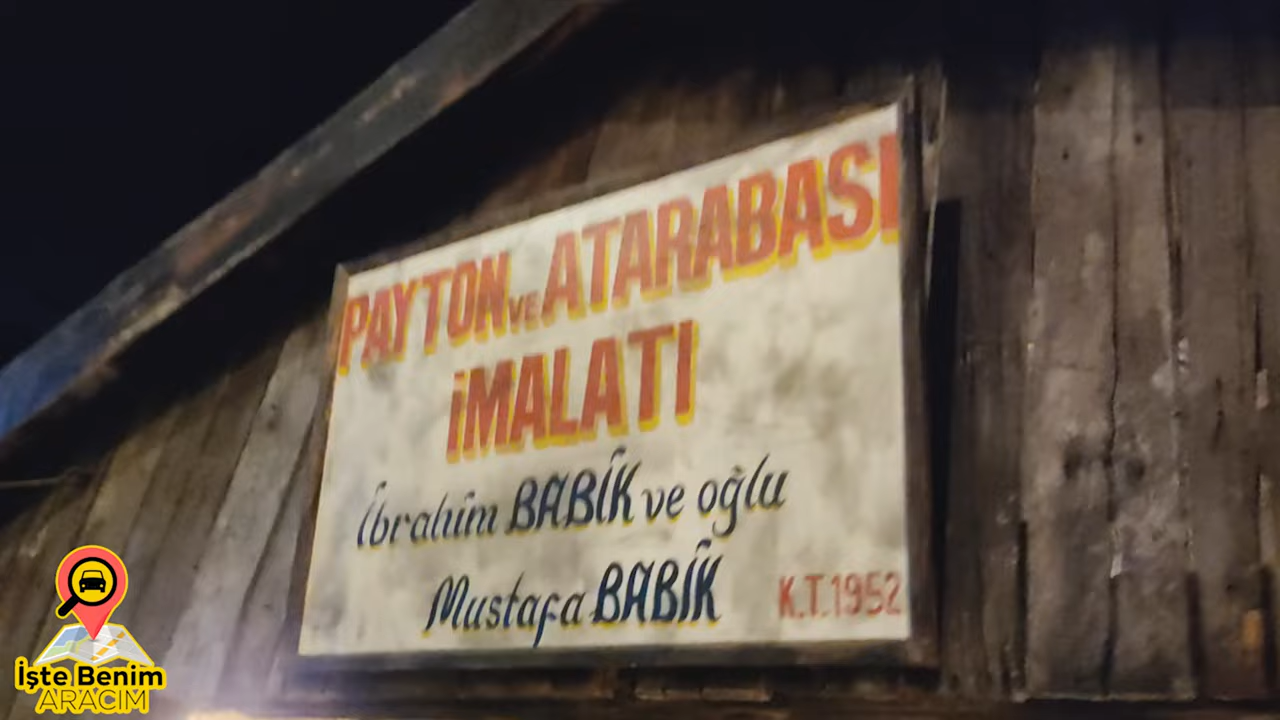 PAYTON VE ATARABASI
İMALATI
İbrahim BABİK ve oğlu
Mustafa BABİK K.T.1952
İşte Benim
ARACIM